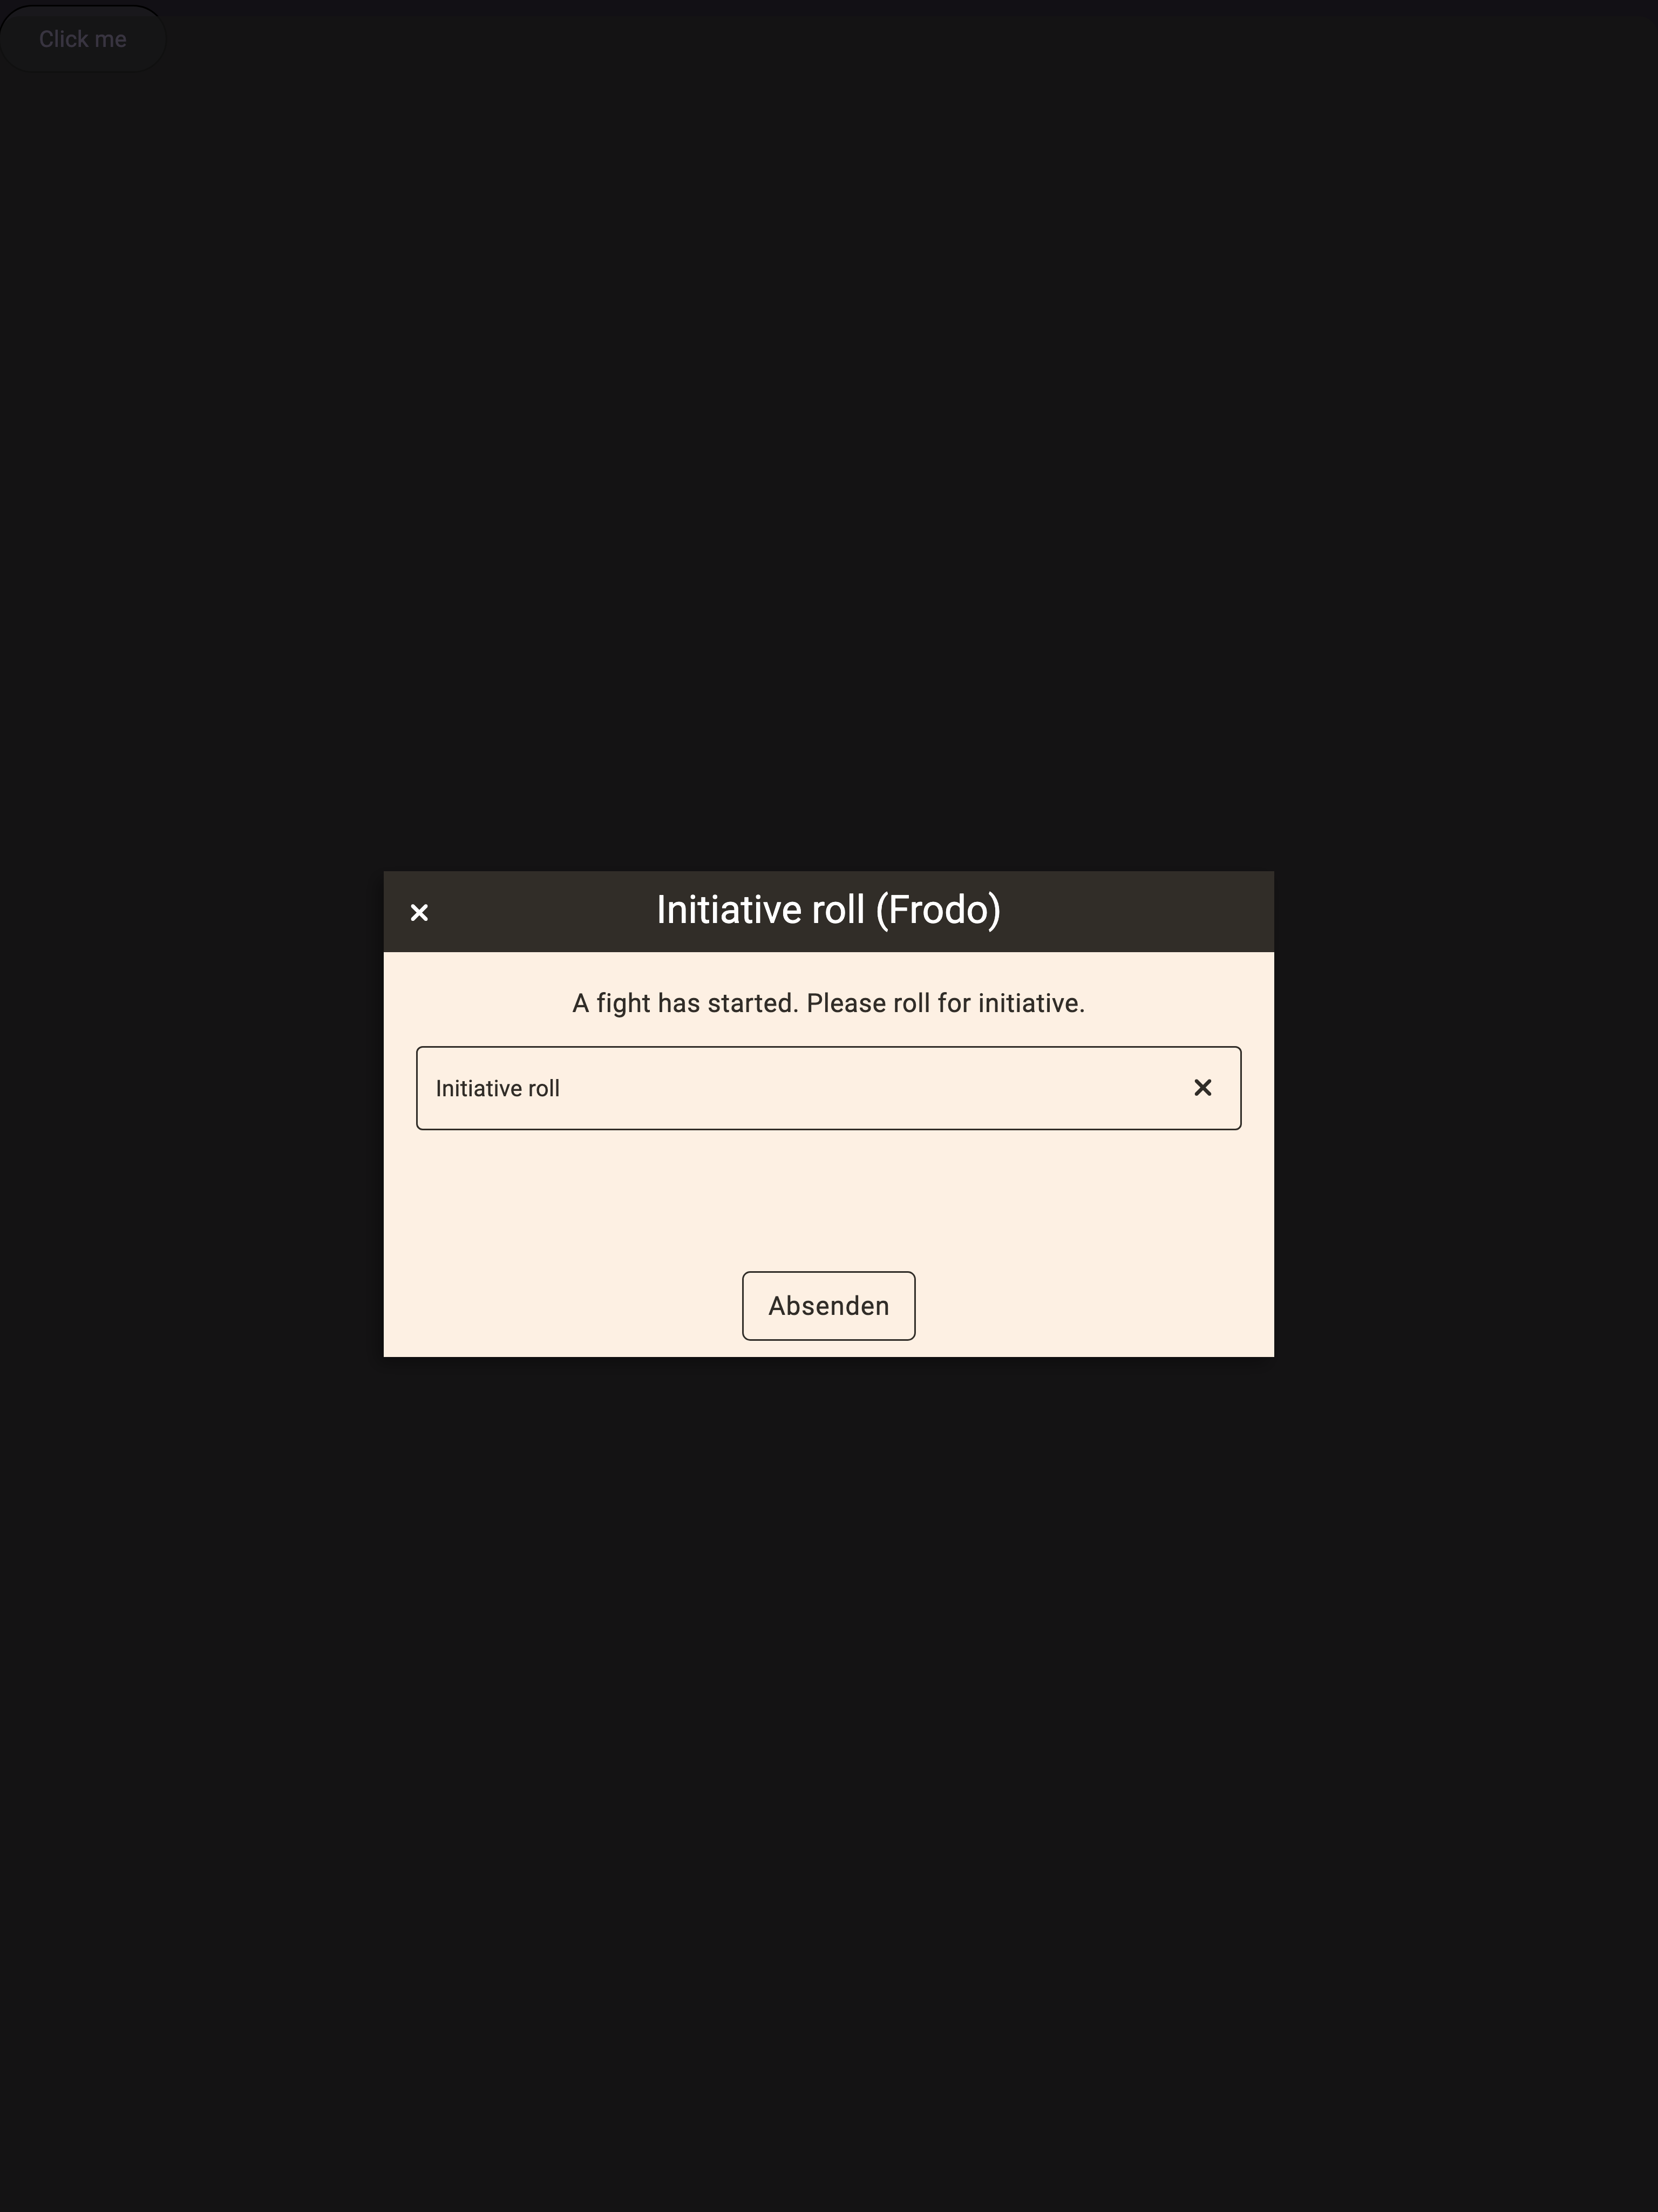 Click me
Initiative roll (Frodo)
A fight has started. Please roll for initiative.
Initiative roll
Absenden